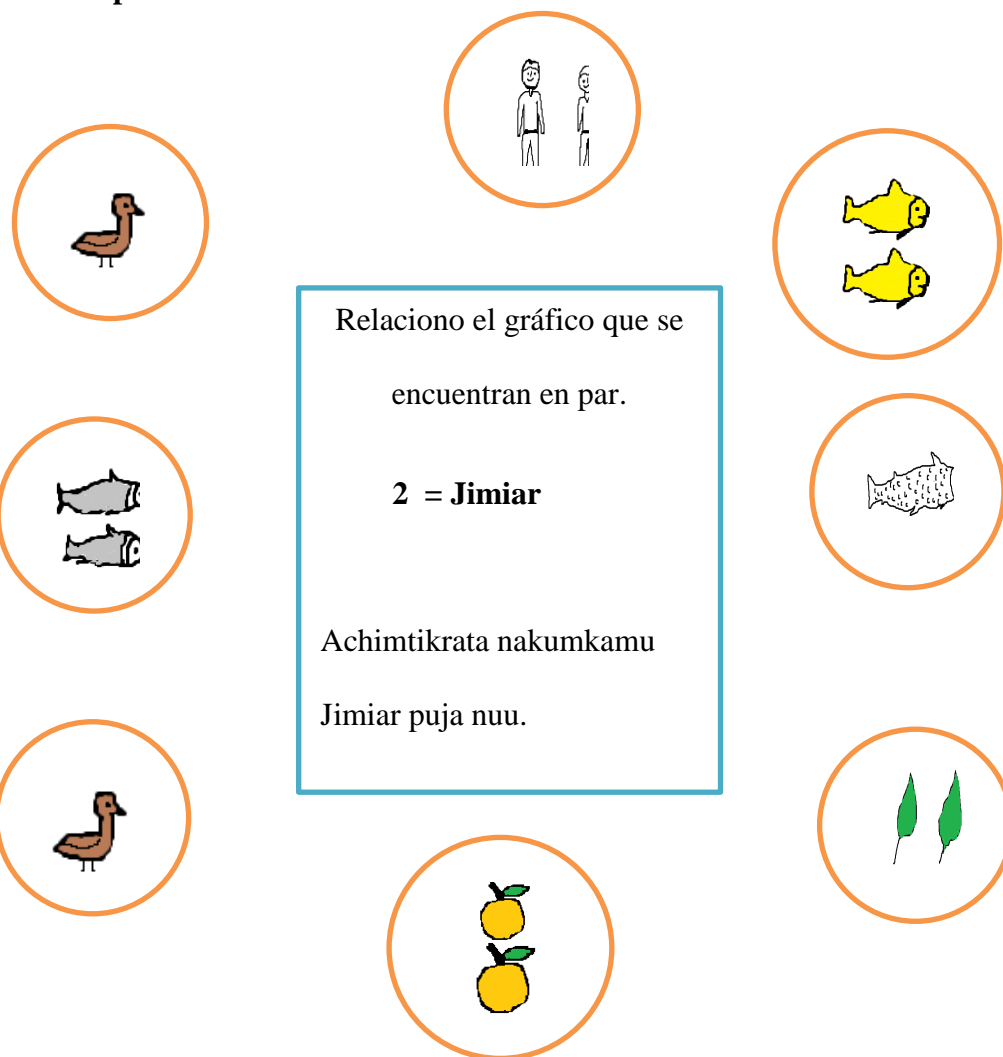 Relaciono el gráfico que se
encuentran en par.
2 = Jimiar
Achimtikrata nakumkamu
Jimiar puja nuu.